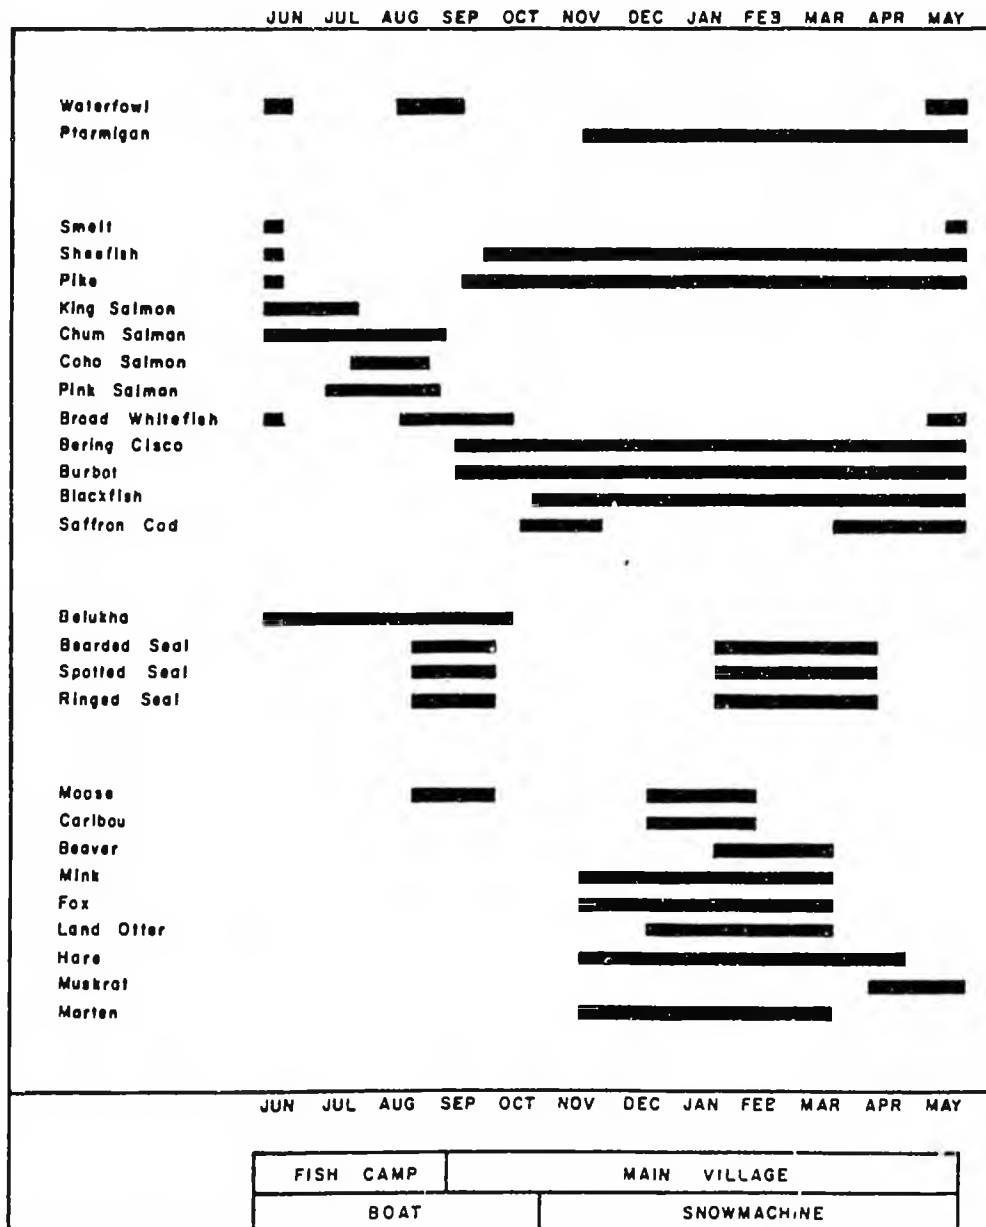 JUN JUL AUG SEP OCT NOV DEC JAN FEB MAR APR MAY
Waterfowl
Ptarmigan
Smelt
Sheefish
Pike
King Salmon
Chum Salmon
Coho Salmon
Pink Salmon
Broad Whitefish
Bering Cisco
Burbot
Blackfish
Saffron Cod
Belukha
Bearded Seal
Spotted Seal
Ringed Seal
Moose
Caribou
Beaver
Mink
Fox
Land Otter
Hare
Muskrat
Marten
JUN JUL AUG SEP OCT NOV DEC JAN FEB MAR APR MAY
FISH CAMP MAIN VILLAGE
BOAT SNOWMACHINE